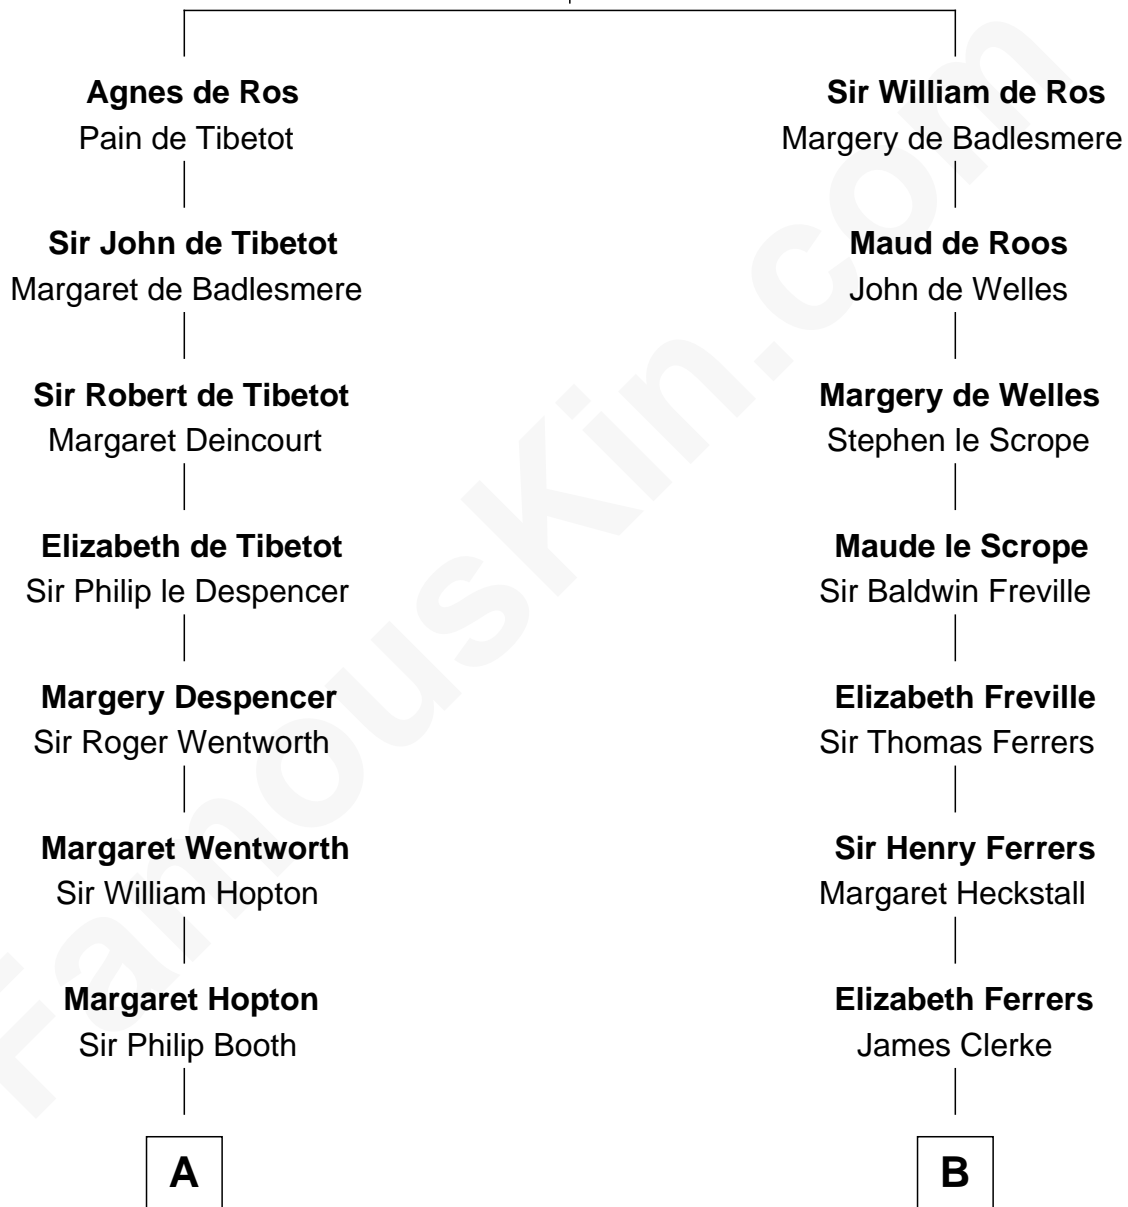 Agnes de Ros
Pain de Tibetot
Sir John de Tibetot
Margaret de Badlesmere
Sir Robert de Tibetot
Margaret Deincourt
Elizabeth de Tibetot
Sir Philip le Despencer
Margery Despencer
Sir Roger Wentworth
Margaret Wentworth
Sir William Hopton
Margaret Hopton
Sir Philip Booth
A
Sir William de Ros
Margery de Badlesmere
Maud de Roos
John de Welles
Margery de Welles
Stephen le Scrope
Maude le Scrope
Sir Baldwin Freville
Elizabeth Freville
Sir Thomas Ferrers
Sir Henry Ferrers
Margaret Heckstall
Elizabeth Ferrers
James Clerke
B
FamousKin.com